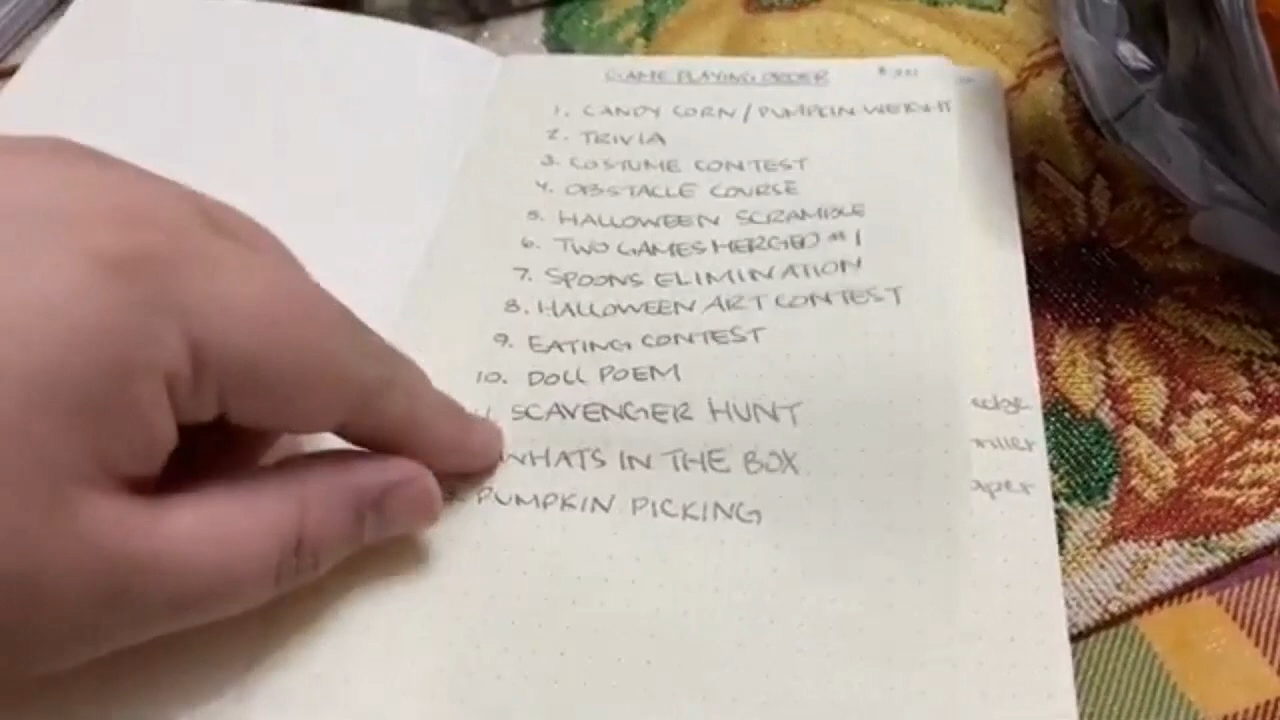 GAME PLAYING ORDER
1. CANDY CORN / PUMPKIN WEIGHT
2. TRIVIA
3. COSTUME CONTEST
4. OBSTACLE COURSE
5. HALLOWEEN SCRAMBLE
6. TWO GAMES MERGED #1
7. SPOONS ELIMINATION
8. HALLOWEEN ART CONTEST
9. EATING CONTEST
10. DOLL POEM
SCAVENGER HUNT
WHATS IN THE BOX
PUMPKIN PICKING